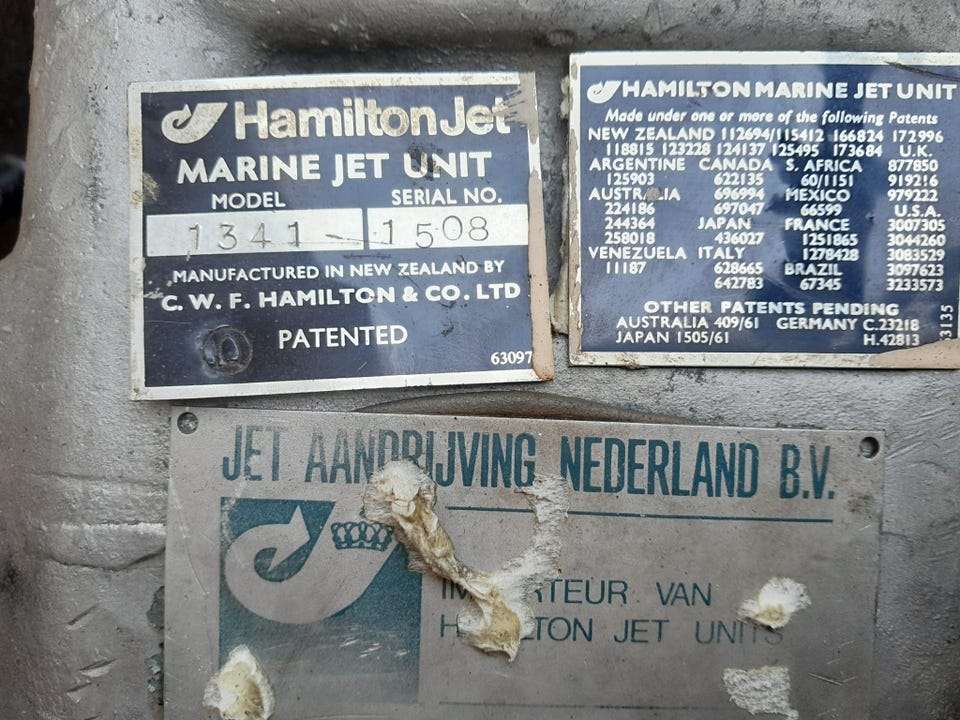 HamiltonJet
MARINE JET UNIT
MODEL SERIAL NO.
1341 – 1508
MANUFACTURED IN NEW ZEALAND BY
C. W. F. HAMILTON & CO. LTD
PATENTED
10
63097
HAMILTON MARINE JET UNIT
Made under one or more of the following Patents
NEW ZEALAND 112694/115412 166824 172996
118815 123228 124137 125495 173684 U.K.
ARGENTINE CANADA S. AFRICA 877850
125903 622135 60/1151 919216
AUSTRALIA 696994 MEXICO 979222
224186 697047 66599 U.S.A.
244364 JAPAN FRANCE 3007305
258018 436027 1251865 3044260
VENEZUELA ITALY 1278428 3083529
11187 628665 BRAZIL 3097623
642783 67345 3233573
OTHER PATENTS PENDING
AUSTRALIA 409/61 GERMANY C.23218
JAPAN 1505/61 H.42813
63135
JET AANDRIJVING NEDERLAND B.V.
VAN
JET UNITS